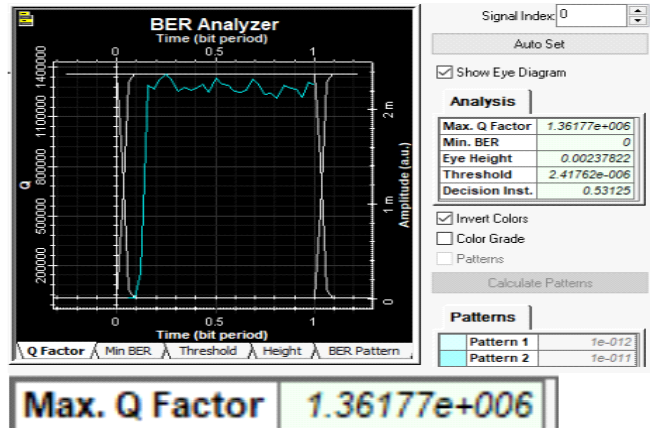 BER Analyzer
Time (bit period)
0 0.5 1
Q
200000 500000 800000 1100000 1400000
Amplitude (a.u.)
0 1 m 2 m
0 0.5 1
Time (bit period)
Q Factor Min BER Threshold Height BER Pattern
Signal Index: 0
Auto Set
Show Eye Diagram
Analysis
Max. Q Factor 1.36177e+006
Min. BER 0
Eye Height 0.00237822
Threshold 2.41762e-006
Decision Inst. 0.53125
Invert Colors
Color Grade
Patterns
Calculate Patterns
Patterns
Pattern 1 1e-012
Pattern 2 1e-011
Max. Q Factor 1.36177e+006